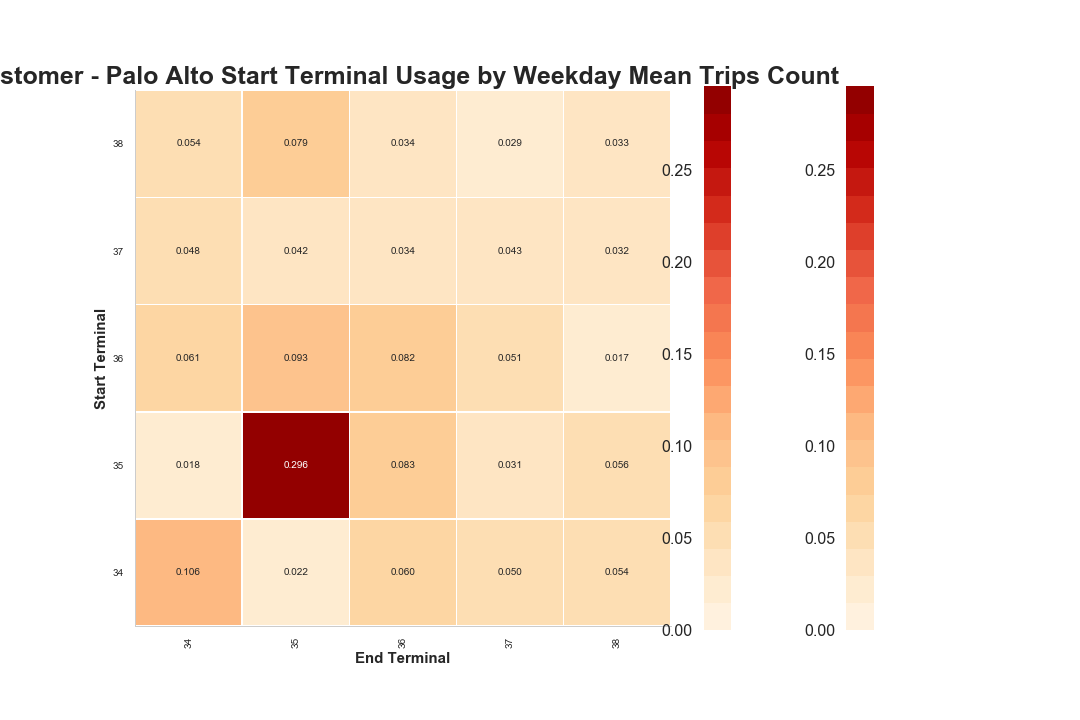 stomer - Palo Alto Start Terminal Usage by Weekday Mean Trips Count
38 0.054 0.079 0.034 0.029 0.033
37 0.048 0.042 0.034 0.043 0.032
36 0.061 0.093 0.082 0.051 0.017
35 0.018 0.296 0.083 0.031 0.056
34 0.106 0.022 0.060 0.050 0.054
Start Terminal
34 35 36 37 38
End Terminal
0.25 0.25
0.20 0.20
0.15 0.15
0.10 0.10
0.05 0.05
0.00 0.00